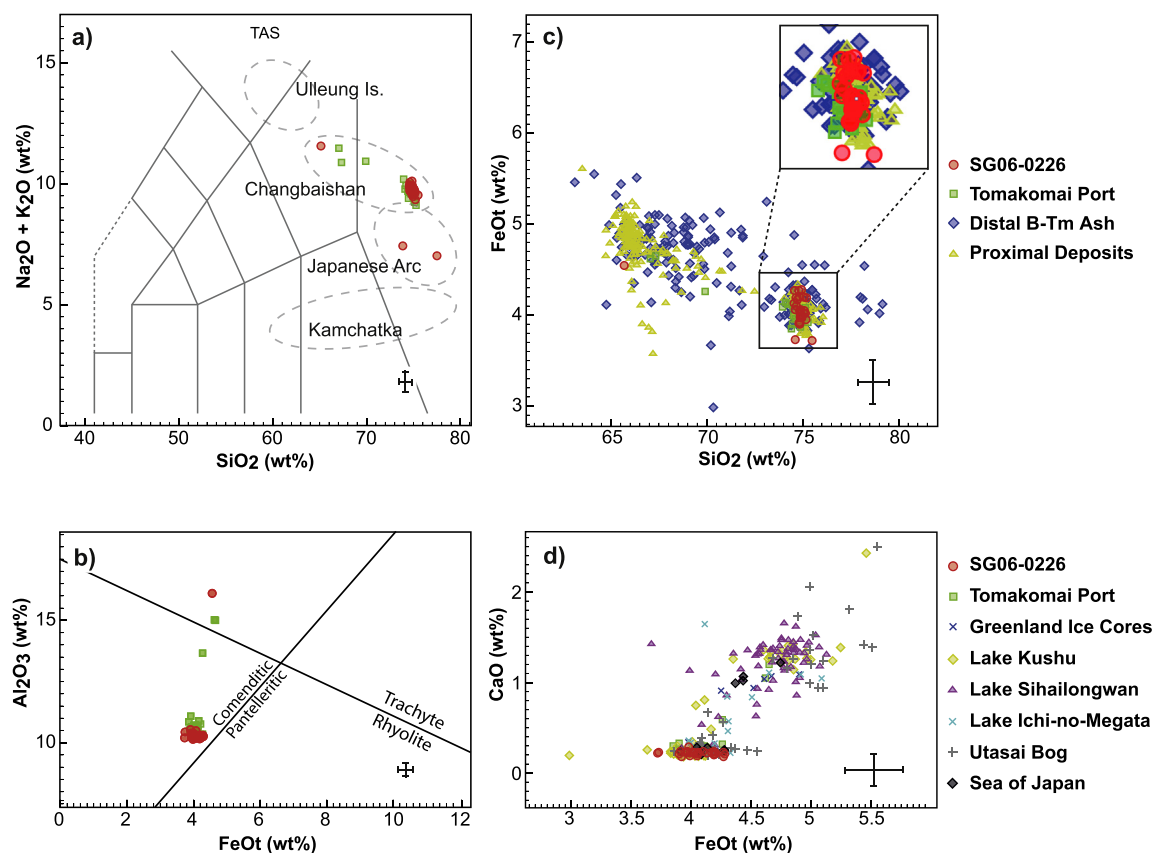 a)
TAS
Ulleung Is.
Changbaishan
Japanese Arc
Kamchatka
15
10
5
0
40
50
60
70
80
Na2O + K2O (wt%)
SiO2 (wt%)
c)
7
6
5
4
3
65
70
75
80
FeOt (wt%)
SiO2 (wt%)
SG06-0226
Tomakomai Port
Distal B-Tm Ash
Proximal Deposits
b)
15
10
0
2
4
6
8
10
12
Al2O3 (wt%)
FeOt (wt%)
Comenditic
Pantelleritic
Trachyte
Rhyolite
d)
2
1
0
3
3.5
4
4.5
5
5.5
CaO (wt%)
FeOt (wt%)
SG06-0226
Tomakomai Port
Greenland Ice Cores
Lake Kushu
Lake Sihailongwan
Lake Ichi-no-Megata
Utasai Bog
Sea of Japan